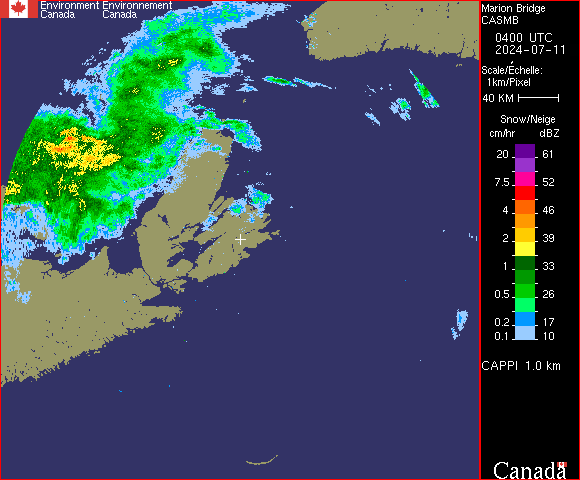 Environment Environnement
Canada Canada
Marion Bridge
CASMB
0400 UTC
2024-07-11
Scale/Échelle:
1km/Pixel
40 KM
Snow/Neige
cm/hr dBZ
20 61
7.5 52
4 46
2 39
1 33
0.5 26
0.2 17
0.1 10
CAPPI 1.0 km
Canada